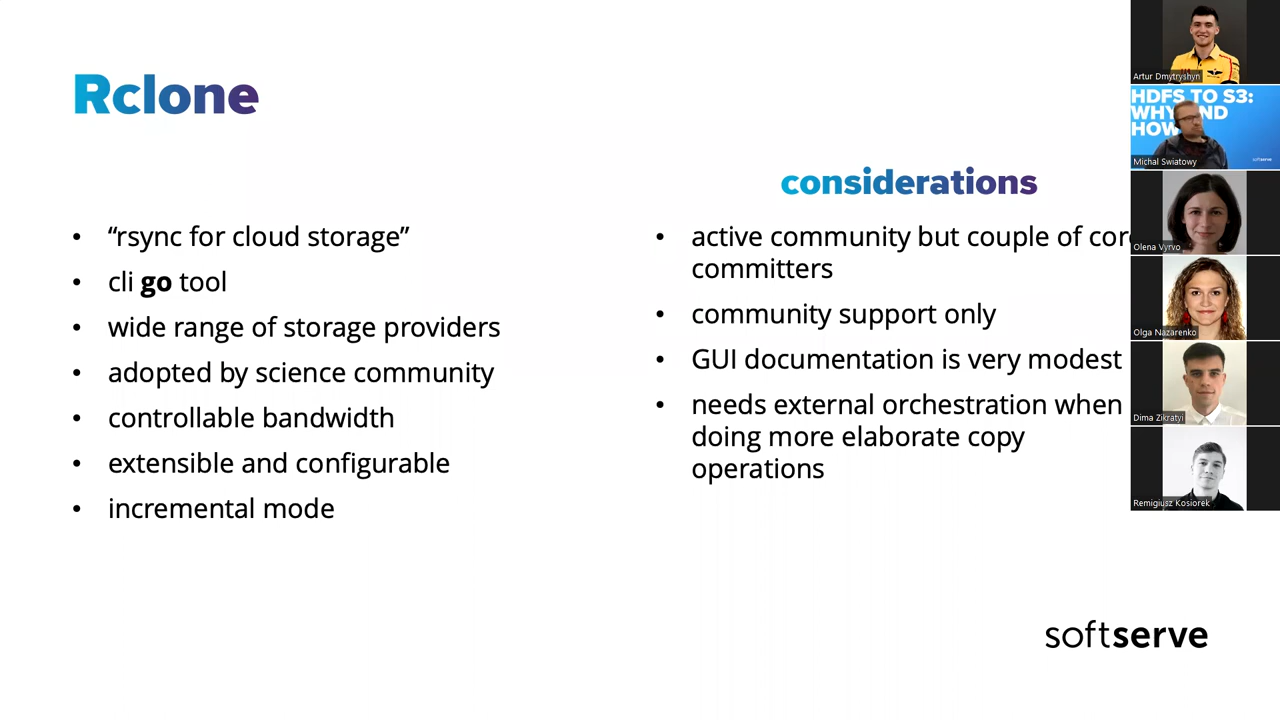 Rclone
“rsync for cloud storage”
cli go tool
wide range of storage providers
adopted by science community
controllable bandwidth
extensible and configurable
incremental mode
considerations
active community but couple of core
committers
community support only
GUI documentation is very modest
needs external orchestration when
doing more elaborate copy
operations
softserve
Artur Dmytryshyn
HDFS TO S3:
WHY AND
HOW
softserve
Michal Swiatowy
Olena Vyrvo
Olga Nazarenko
Dima Zikratyi
Remigiusz Kosiorek